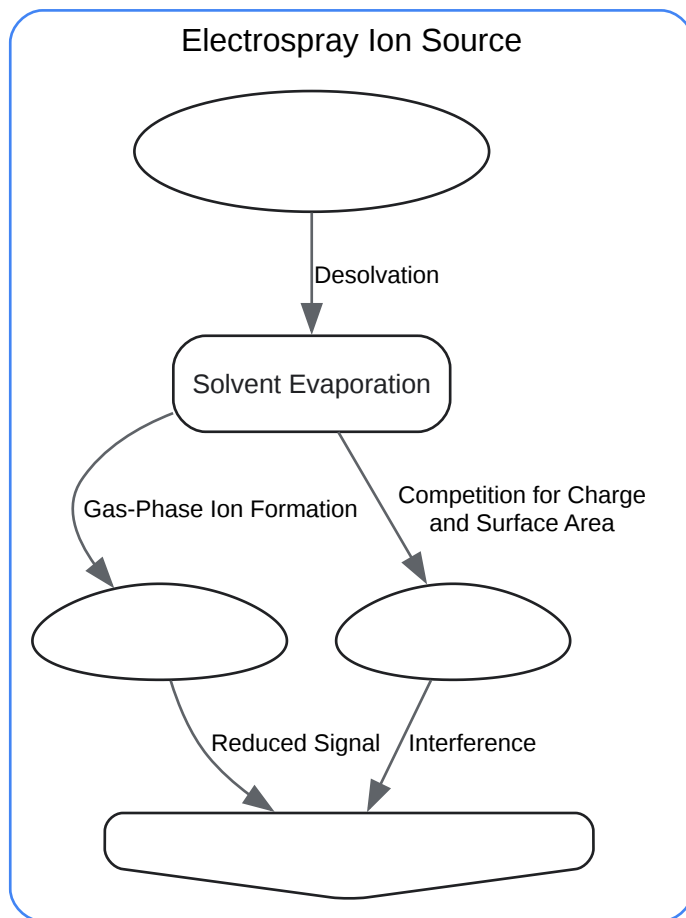 Electrospray Ion Source
Desolvation
Solvent Evaporation
Gas-Phase Ion Formation
Competition for Charge
and Surface Area
Reduced Signal
Interference